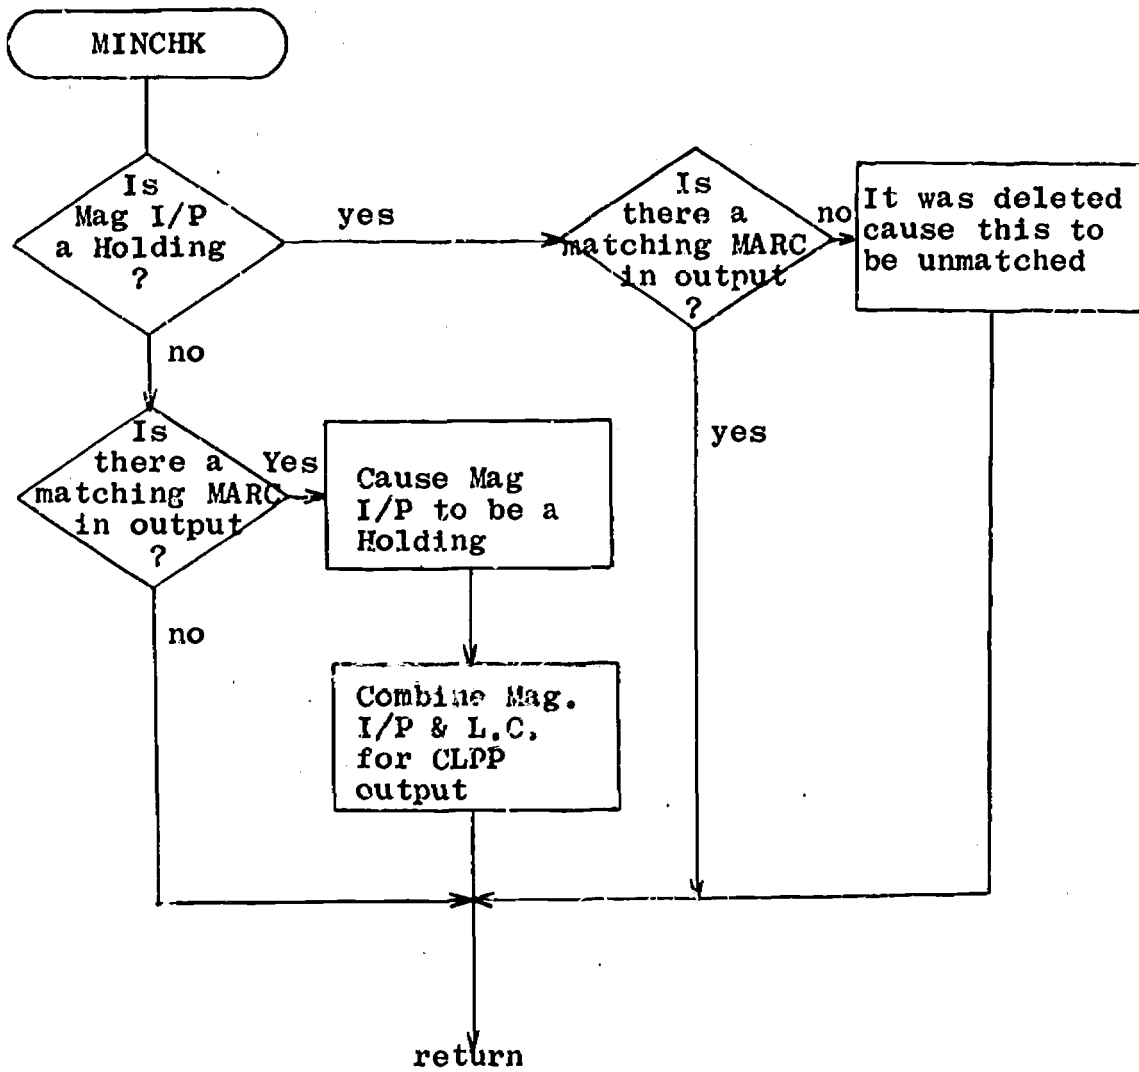 MINCHK
Is
Mag I/P
a Holding
?
yes
Is
there a
matching MARC
in output
?
no
It was deleted
cause this to
be unmatched
no
yes
Is
there a
matching MARC
in output
?
Yes
Cause Mag
I/P to be a
Holding
no
Combine Mag.
I/P & L.C.
for CLPP
output
return